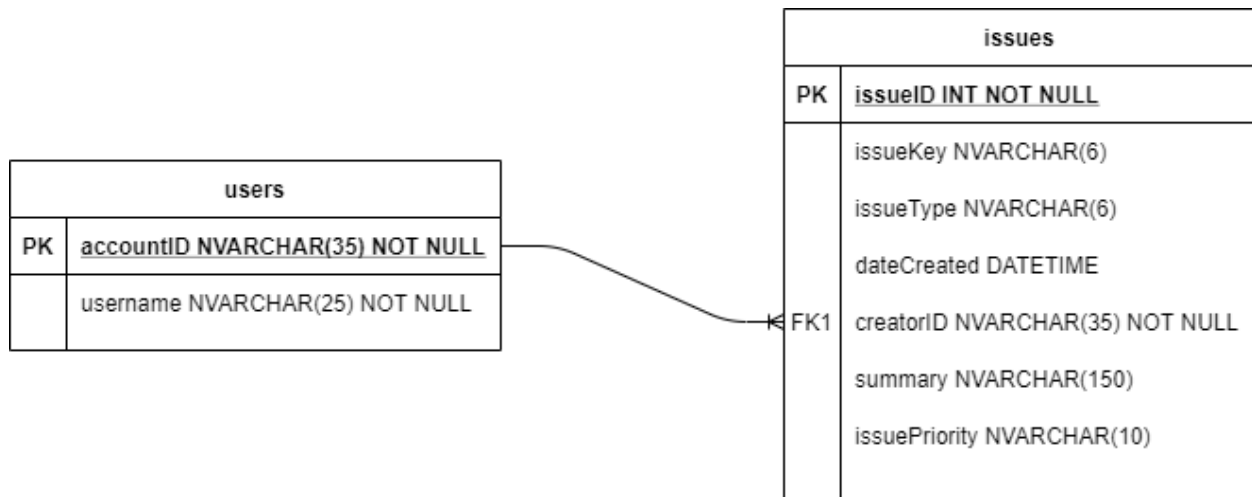 users
PK accountID NVARCHAR(35) NOT NULL
username NVARCHAR(25) NOT NULL
issues
PK issueID INT NOT NULL
issueKey NVARCHAR(6)
issueType NVARCHAR(6)
dateCreated DATETIME
FK1 creatorID NVARCHAR(35) NOT NULL
summary NVARCHAR(150)
issuePriority NVARCHAR(10)